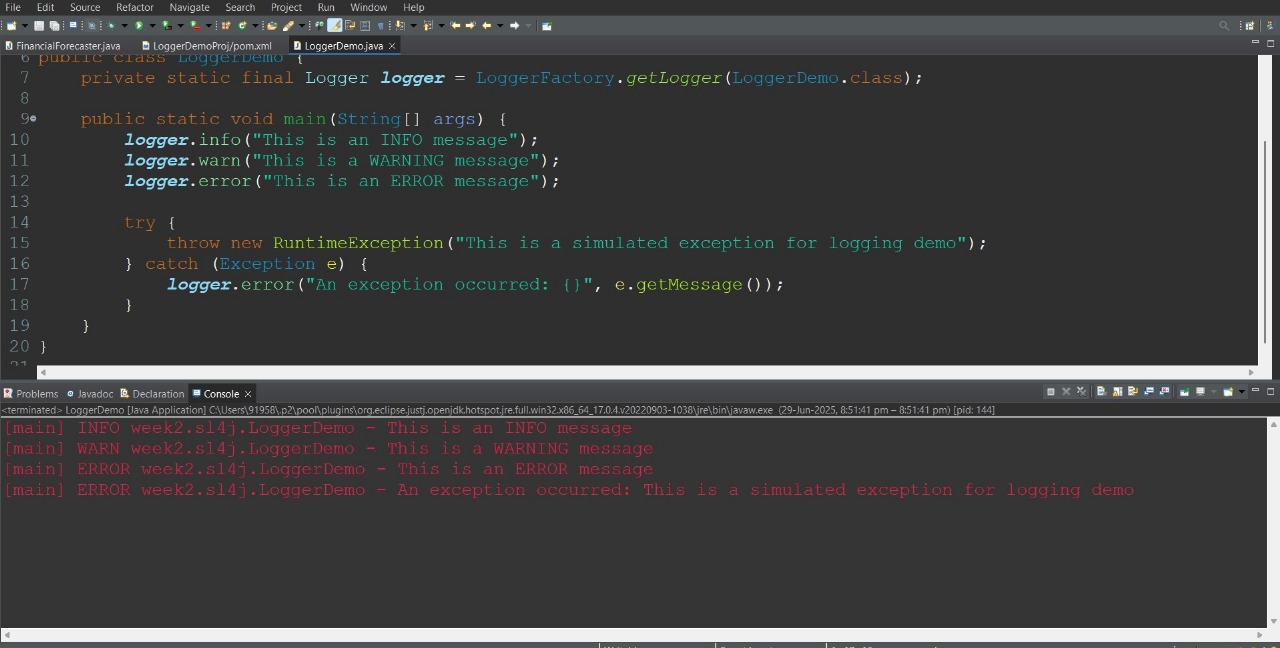 File Edit Source Refactor Navigate Search Project Run Window Help
FinancialForecaster.java LoggerDemoProj/pom.xml LoggerDemo.java
6 public class LoggerDemo {
7 private static final Logger logger = LoggerFactory.getLogger(LoggerDemo.class);
8
9 public static void main(String[] args) {
10 logger.info("This is an INFO message");
11 logger.warn("This is a WARNING message");
12 logger.error("This is an ERROR message");
13
14 try {
15 throw new RuntimeException("This is a simulated exception for logging demo");
16 } catch (Exception e) {
17 logger.error("An exception occurred: {}", e.getMessage());
18 }
19 }
20 }
21
Problems Javadoc Declaration Console
<terminated> LoggerDemo [Java Application] C:\Users\91958\.p2\pool\plugins\org.eclipse.justj.openjdk.hotspot.jre.full.win32.x86_64_17.0.4.v20220903-1038\jre\bin\javaw.exe (29-Jun-2025, 8:51:41 pm – 8:51:41 pm) [pid: 144]
[main] INFO week2.sl4j.LoggerDemo - This is an INFO message
[main] WARN week2.sl4j.LoggerDemo - This is a WARNING message
[main] ERROR week2.sl4j.LoggerDemo - This is an ERROR message
[main] ERROR week2.sl4j.LoggerDemo - An exception occurred: This is a simulated exception for logging demo